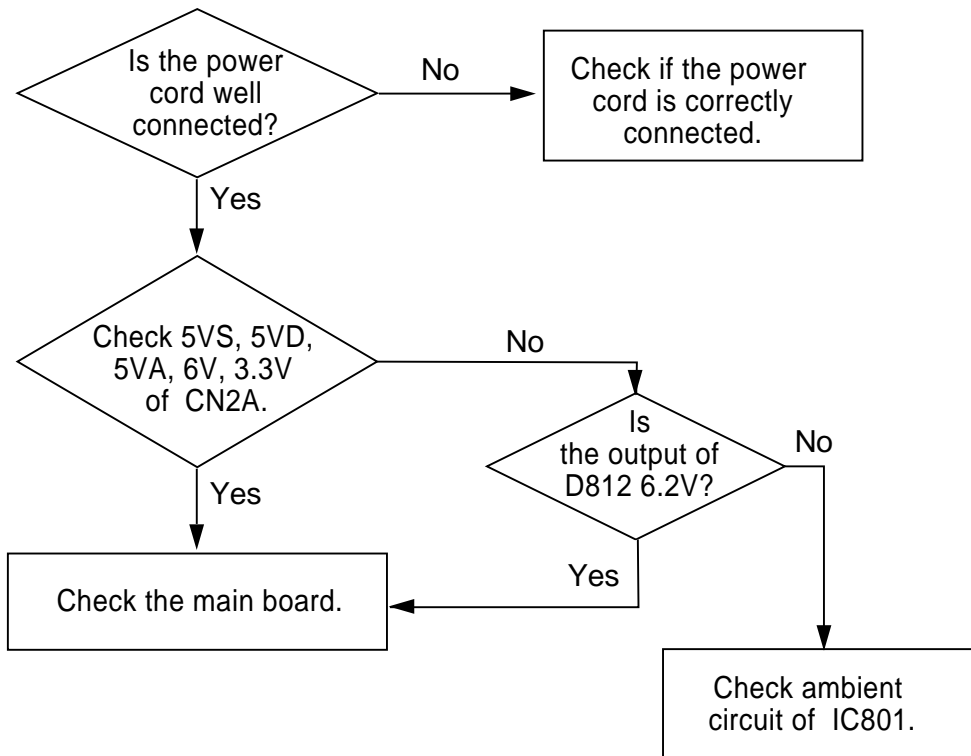 Is the power
cord well
connected?
No
Check if the power
cord is correctly
connected.
Yes
Check 5VS, 5VD,
5VA, 6V, 3.3V
of CN2A.
No
Is
the output of
D812 6.2V?
No
Yes
Yes
Check the main board.
Check ambient
circuit of IC801.